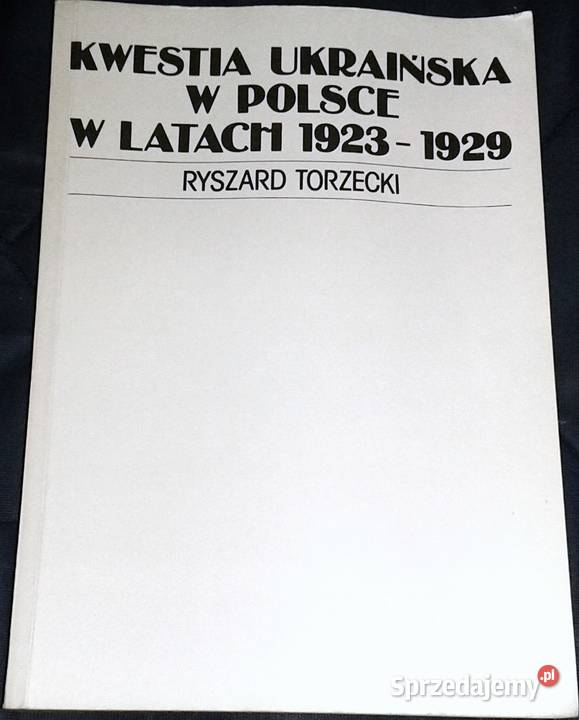 KWESTIA UKRAIŃSKA
W POLSCE
W LATACH 1923-1929
RYSZARD TORZECKI
Sprzedajemy.pl